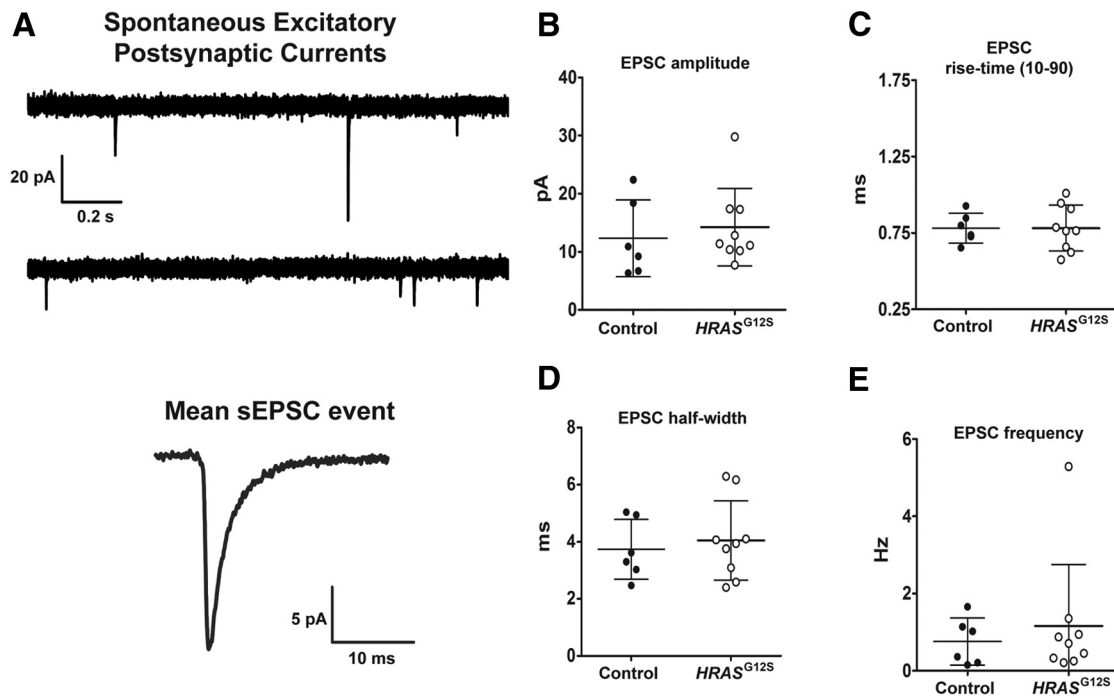 A
Spontaneous Excitatory
Postsynaptic Currents
20 pA
0.2 s
Mean sEPSC event
5 pA
10 ms
B
EPSC amplitude
pA
40
30
20
10
0
Control
HRASG12S
C
EPSC
rise-time (10-90)
ms
1.75
1.25
0.75
0.25
Control
HRASG12S
D
EPSC half-width
ms
8
6
4
2
0
Control
HRASG12S
E
EPSC frequency
Hz
6
4
2
0
Control
HRASG12S